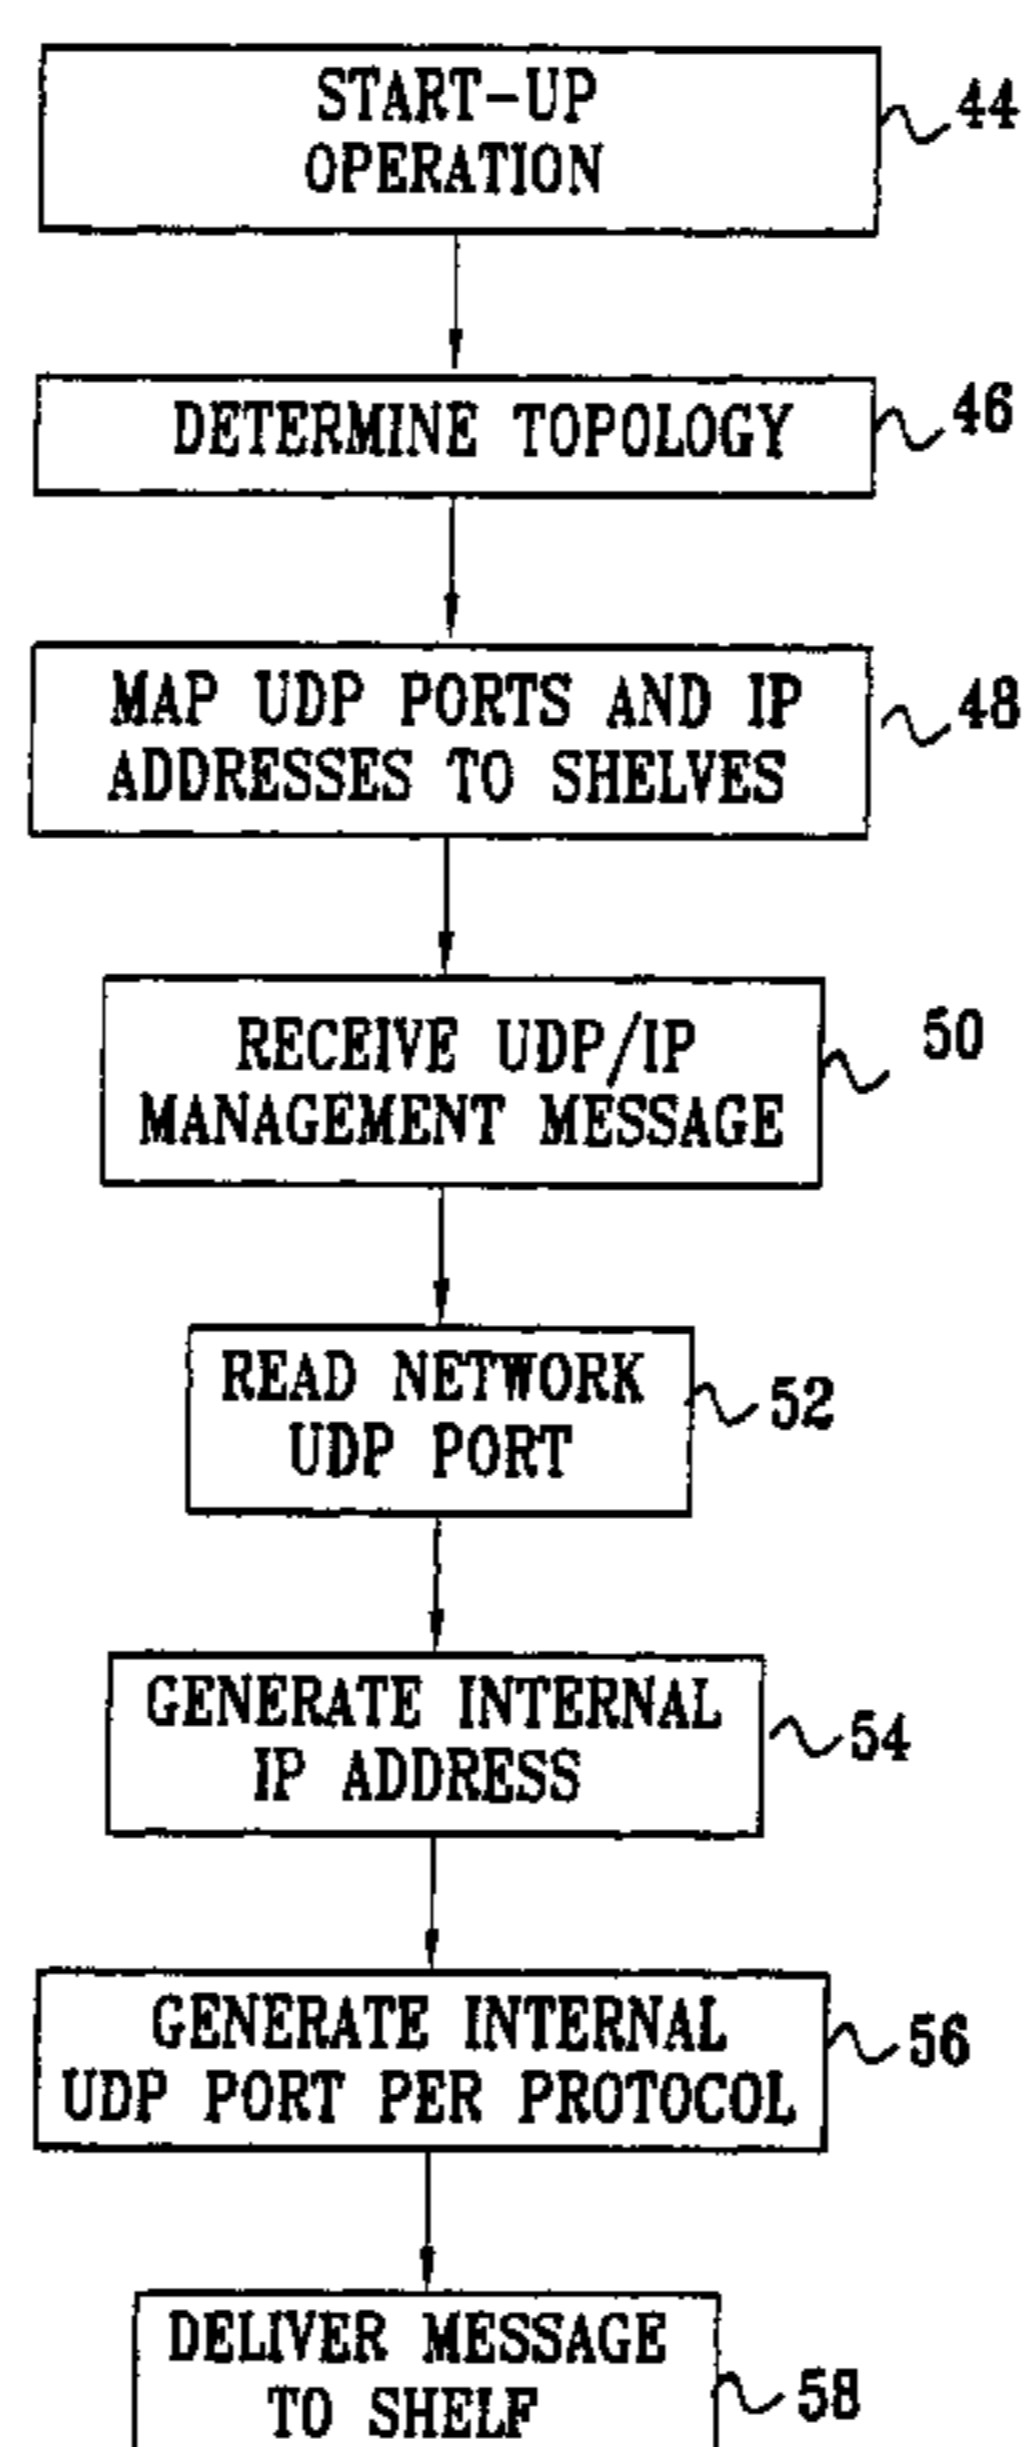 START-UP
OPERATION
44
DETERMINE TOPOLOGY
46
MAP UDP PORTS AND IP
ADDRESSES TO SHELVES
48
RECEIVE UDP/IP
MANAGEMENT MESSAGE
50
READ NETWORK
UDP PORT
52
GENERATE INTERNAL
IP ADDRESS
54
GENERATE INTERNAL
UDP PORT PER PROTOCOL
56
DELIVER MESSAGE
TO SHELF
58